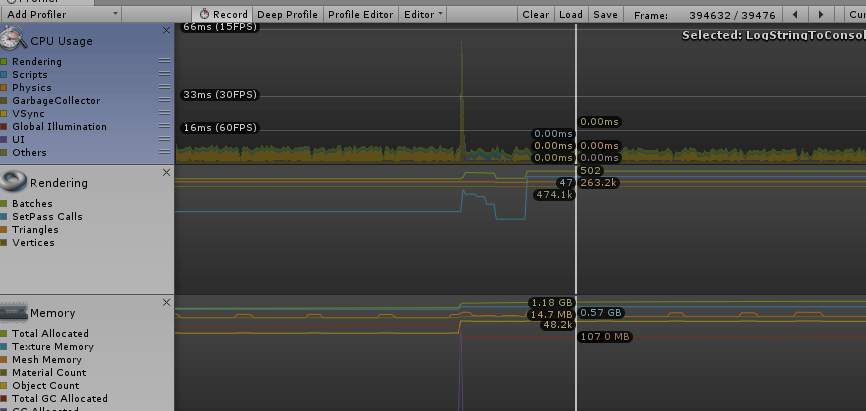 Profiler
Add Profiler
Record Deep Profile Profile Editor Editor Clear Load Save Frame: 394632 / 39476
CPU Usage
Rendering
Scripts
Physics
GarbageCollector
VSync
Global Illumination
UI
Others
66ms (15FPS)
33ms (30FPS)
16ms (60FPS)
Selected: LogStringToConsol
0.00ms
0.00ms
0.00ms 0.00ms
0.00ms 0.00ms
Rendering
Batches
SetPass Calls
Triangles
Vertices
502
47 263.2k
474.1k
Memory
Total Allocated
Texture Memory
Mesh Memory
Material Count
Object Count
Total GC Allocated
GC Allocated
1.18 GB
14.7 MB 0.57 GB
48.2k
107.0 MB